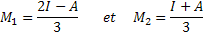 M₁ = (2I − A)/3 et M₂ = (I + A)/3